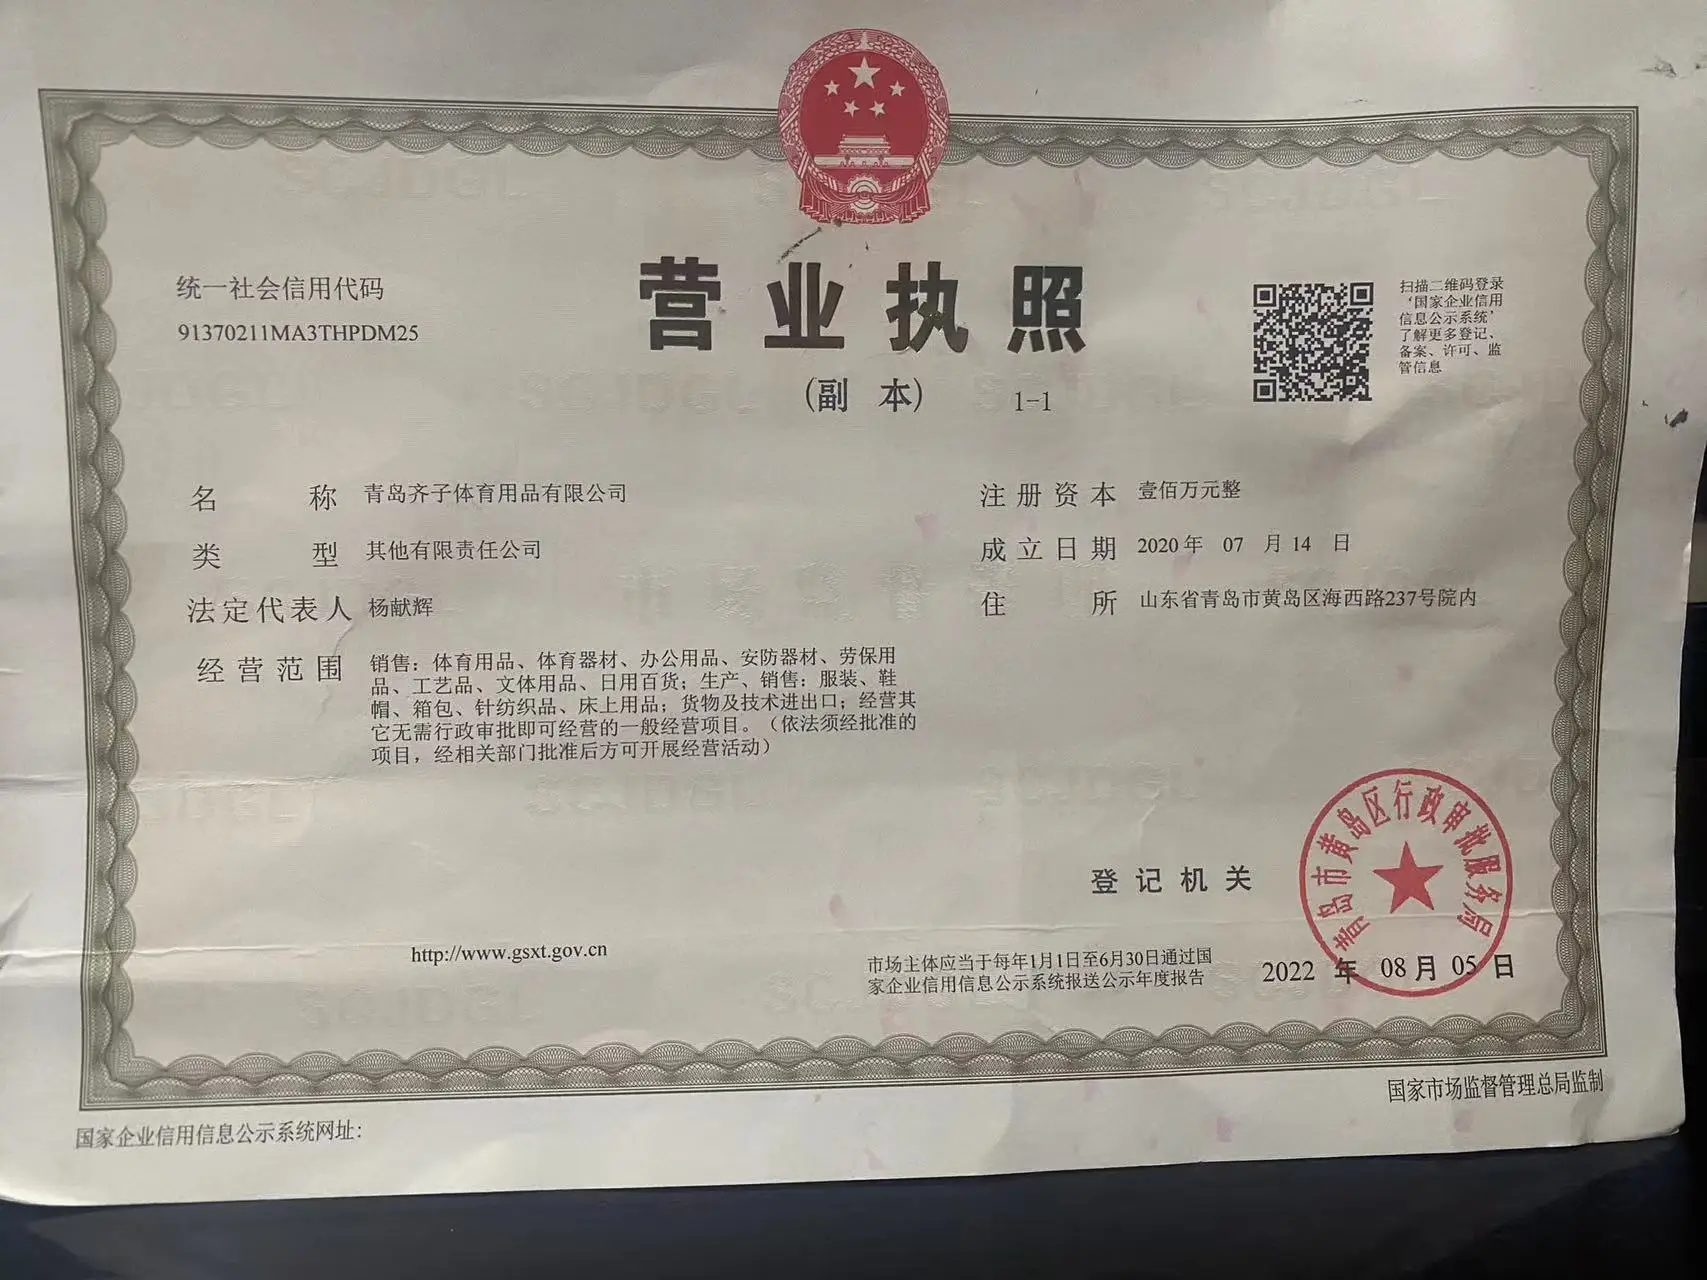 营业执照
(副 本) 1-1
统一社会信用代码
91370211MA3THPDM25
扫描二维码登录
‘国家企业信用
信息公示系统’
了解更多登记、
备案、许可、监
管信息
名 称 青岛齐子体育用品有限公司
类 型 其他有限责任公司
法定代表人 杨献辉
经营范围 销售：体育用品、体育器材、办公用品、安防器材、劳保用
品、工艺品、文体用品、日用百货；生产、销售：服装、鞋
帽、箱包、针纺织品、床上用品；货物及技术进出口；经营其
它无需行政审批即可经营的一般经营项目。（依法须经批准的
项目，经相关部门批准后方可开展经营活动）
注册资本 壹佰万元整
成立日期 2020年 07 月14 日
住 所 山东省青岛市黄岛区海西路237号院内
登记机关
青岛市黄岛区行政审批服务局
2022 年 08月 05 日
http://www.gsxt.gov.cn
市场主体应当于每年1月1日至6月30日通过国
家企业信用信息公示系统报送公示年度报告
国家企业信用信息公示系统网址：
国家市场监督管理总局监制